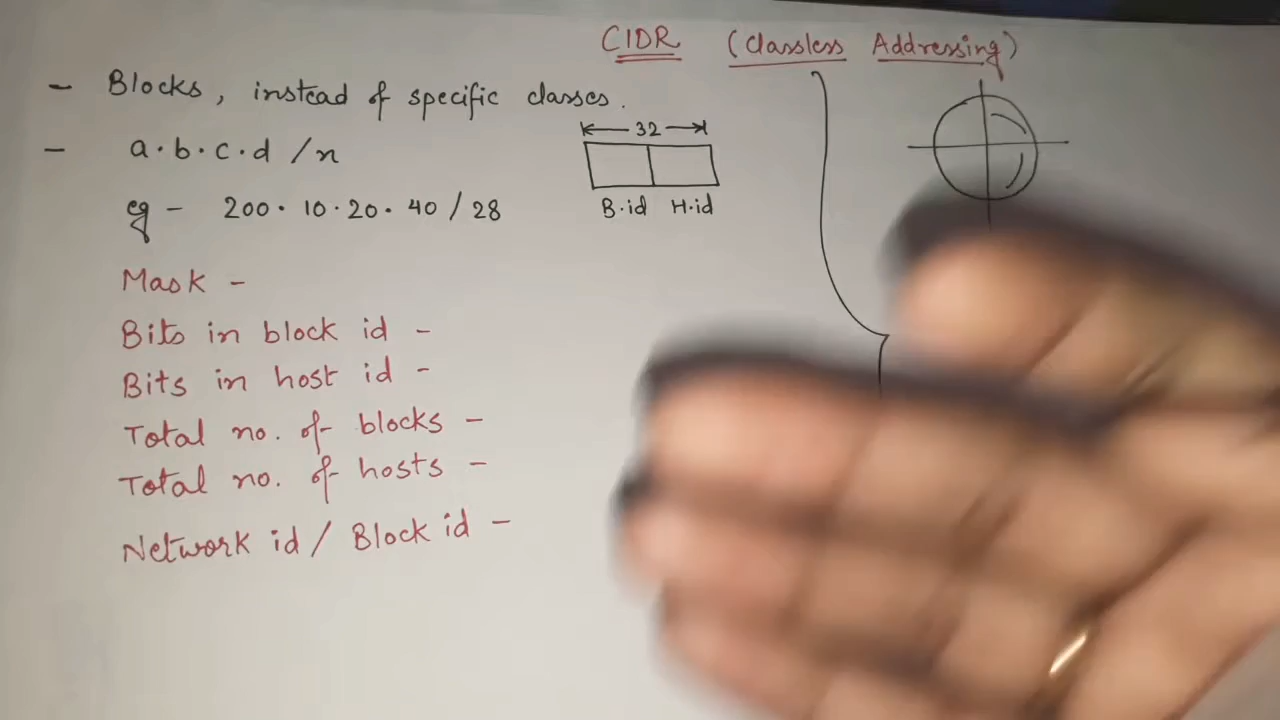 CIDR (Classless Addressing)
- Blocks, instead of specific classes.
- a.b.c.d /n
eg - 200.10.20.40/28
32
B.id H.id
Mask -
Bits in block id -
Bits in host id -
Total no. of blocks -
Total no. of hosts -
Network id / Block id -